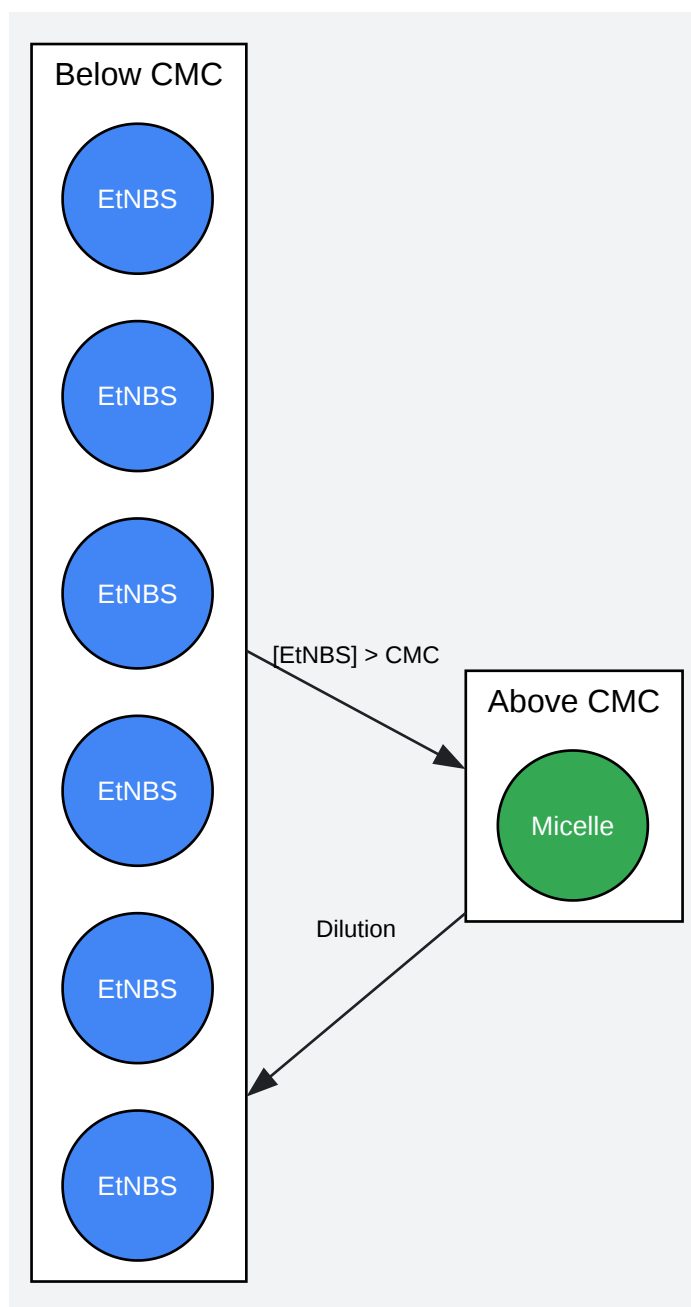 Below CMC
EtNBS
EtNBS
EtNBS
[EtNBS] > CMC
Above CMC
EtNBS
Micelle
Dilution
EtNBS
EtNBS